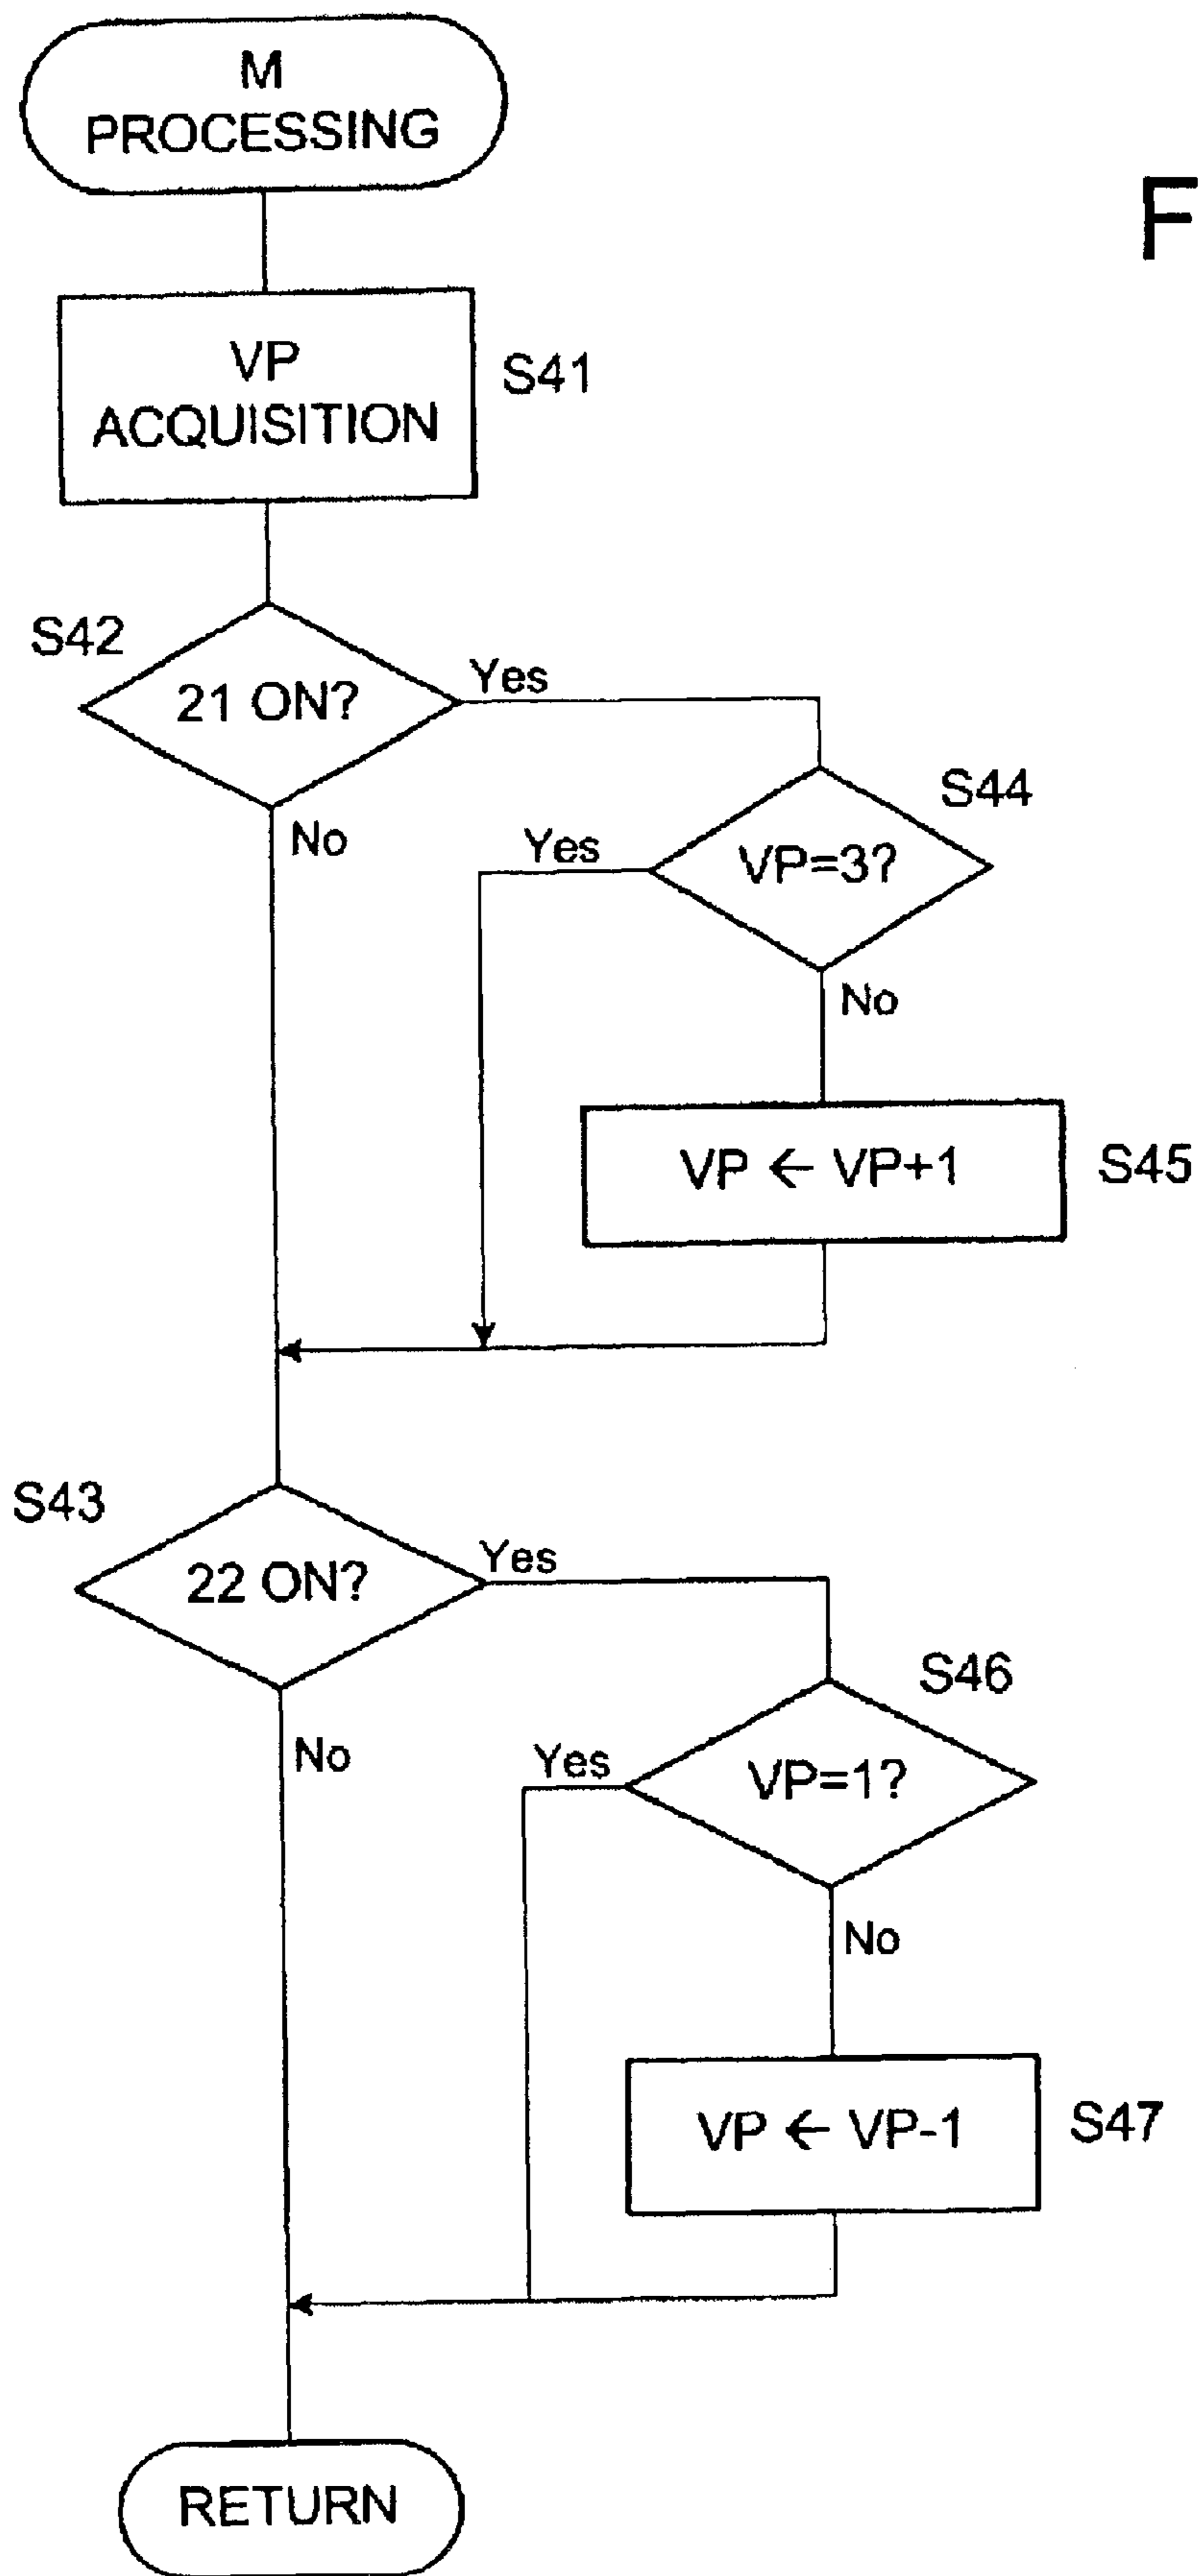 M
PROCESSING
F
VP
ACQUISITION
S41
S42
21 ON?
Yes
No
S44
VP=3?
Yes
No
VP ← VP+1
S45
S43
22 ON?
Yes
No
S46
VP=1?
Yes
No
VP ← VP-1
S47
RETURN